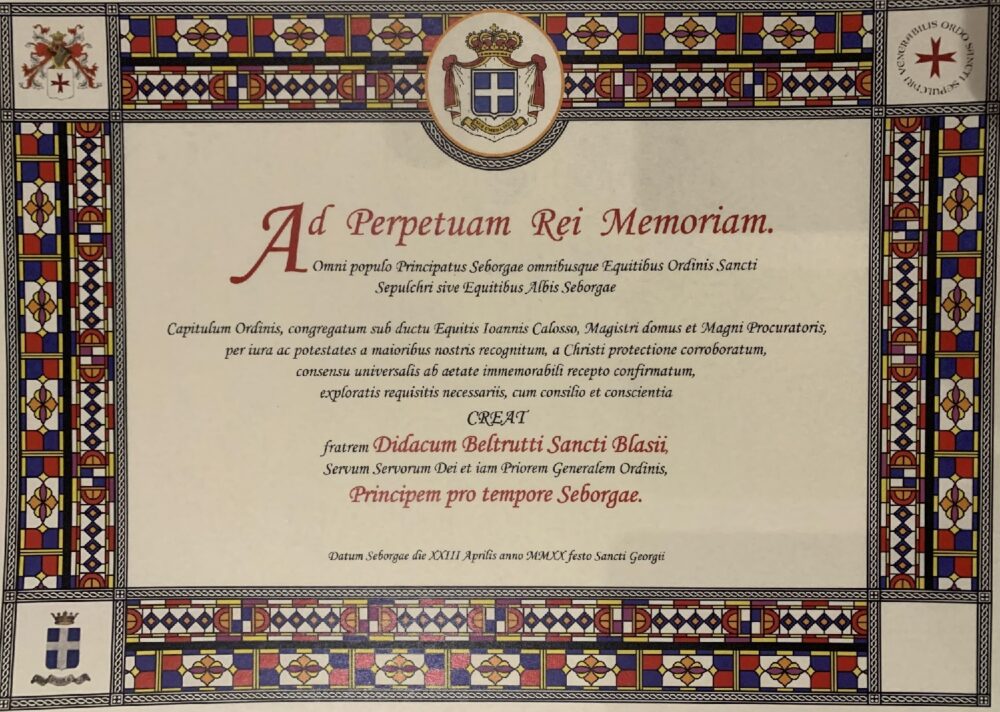 VENERABILIS ORDO SANCTI SEPULCHRI
Ad Perpetuam Rei Memoriam.
Omni populo Principatus Seborgae omnibusque Equitibus Ordinis Sancti
Sepulchri sive Equitibus Albis Seborgae
Capitulum Ordinis, congregatum sub ductu Equitis Ioannis Calosso, Magistri domus et Magni Procuratoris,
per iura ac potestates a maioribus nostris recognitum, a Christi protectione corroboratum,
consensu universalis ab aetate immemorabili recepto confirmatum,
exploratis requisitis necessariis, cum consilio et conscientia
CREAT
fratrem Didacum Beltrutti Sancti Blasii,
Servum Servorum Dei et iam Priorem Generalem Ordinis,
Principem pro tempore Seborgae.
Datum Seborgae die XXIII Aprilis anno MMXX festo Sancti Georgii